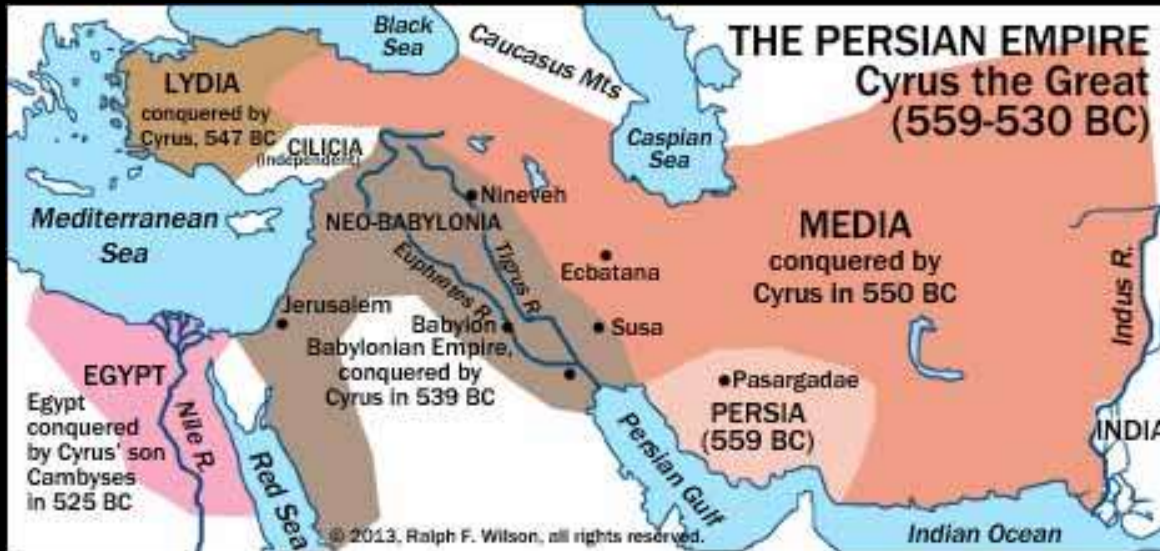 THE PERSIAN EMPIRE
Cyrus the Great
(559-530 BC)
Black
Sea
Caucasus Mts
Caspian
Sea
LYDIA
conquered by
Cyrus, 547 BC
CILICIA
(independent)
Mediterranean
Sea
Nineveh
NEO-BABYLONIA
Euphrates R.
Tigrus R.
Ecbatana
MEDIA
conquered by
Cyrus in 550 BC
Indus R.
Jerusalem
Babylon
Babylonian Empire,
conquered by
Cyrus in 539 BC
Susa
EGYPT
Egypt
conquered
by Cyrus' son
Cambyses
in 525 BC
Nile R.
Red Sea
Pasargadae
PERSIA
(559 BC)
Persian Gulf
INDIA
Indian Ocean
© 2013, Ralph F. Wilson, all rights reserved.